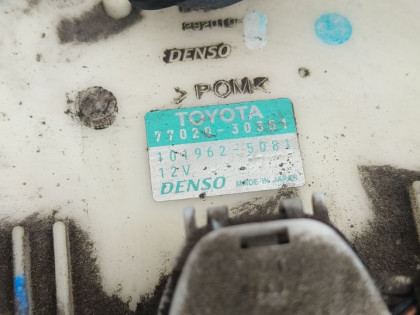 DENSO
> POM <
TOYOTA
77020-30351
101962-5081
12V
DENSO MADE IN JAPAN